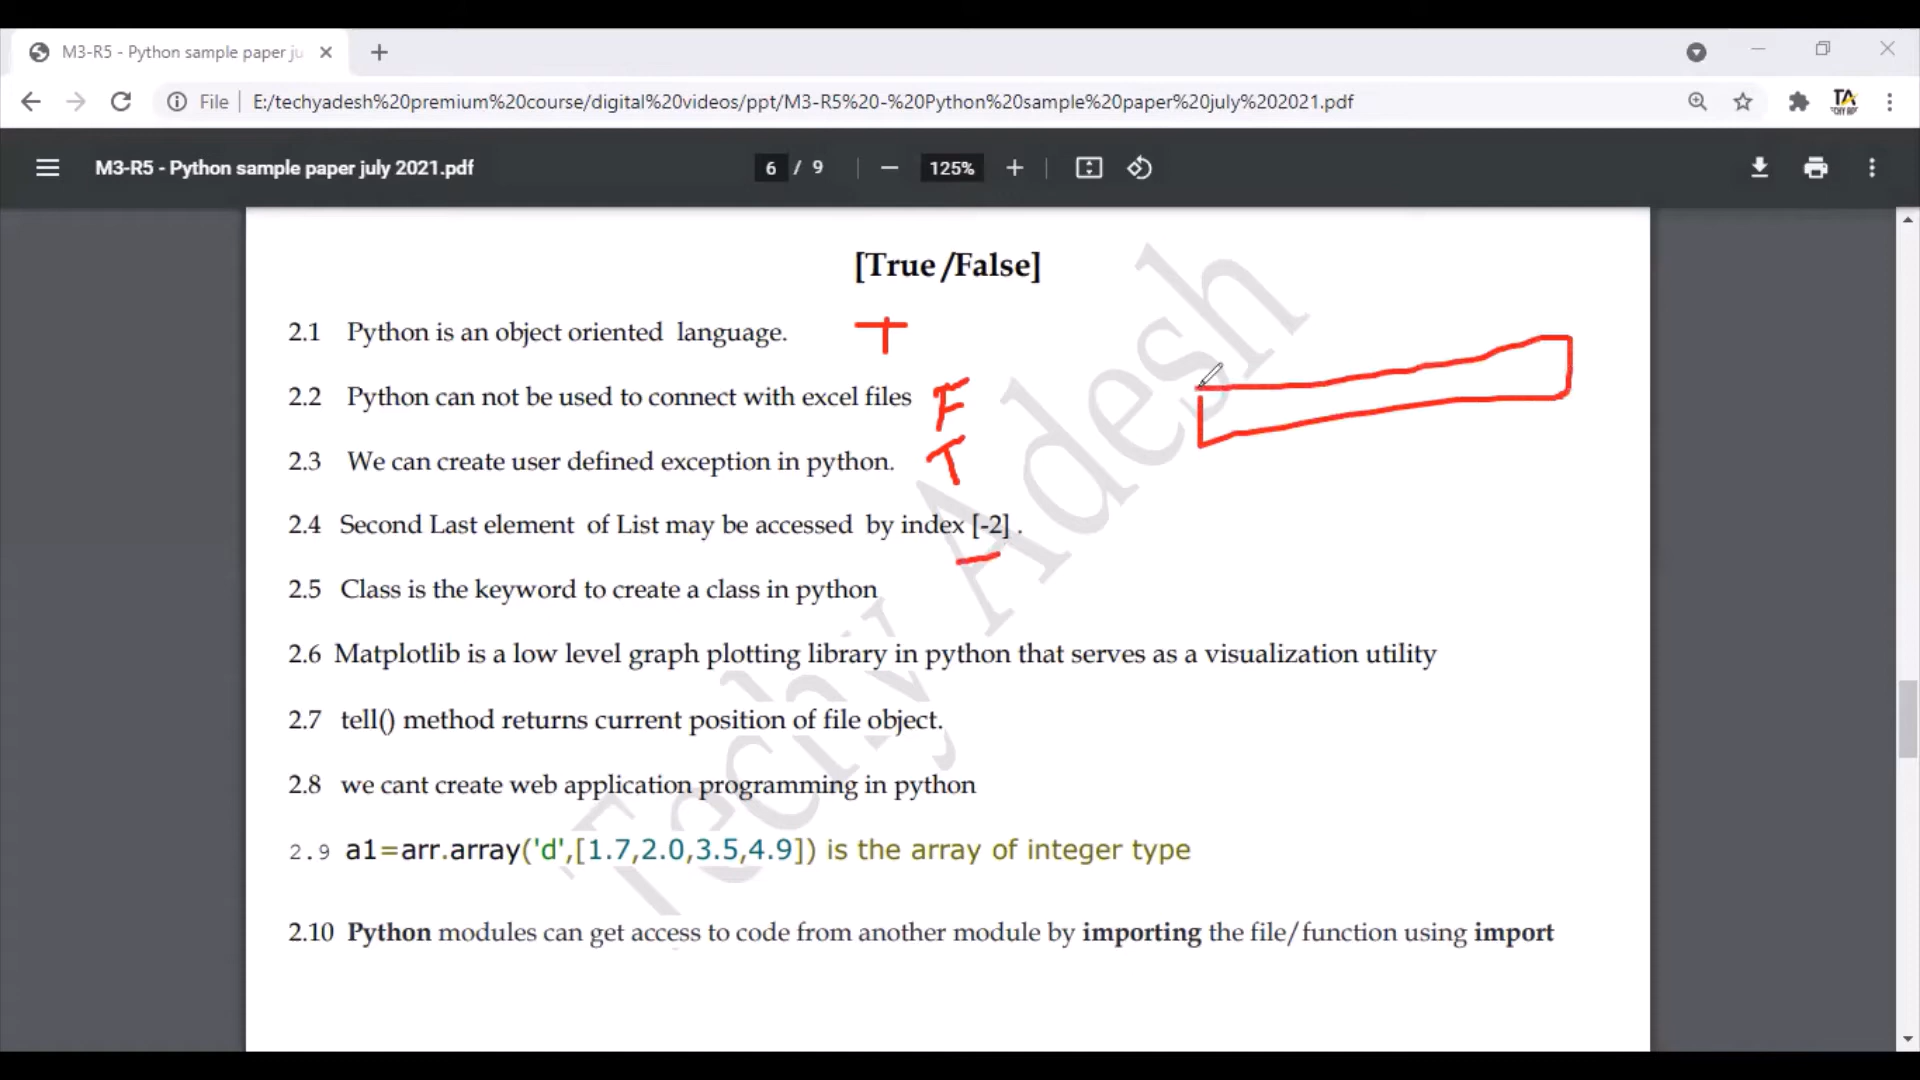 M3-R5 - Python sample paper ju
File E:/techyadesh%20premium%20course/digital%20videos/ppt/M3-R5%20-%20Python%20sample%20paper%20july%202021.pdf
TA
M3-R5 - Python sample paper july 2021.pdf
6 / 9
125%
[True /False]
2.1 Python is an object oriented language. T
2.2 Python can not be used to connect with excel files F
2.3 We can create user defined exception in python. T
2.4 Second Last element of List may be accessed by index [-2] .
2.5 Class is the keyword to create a class in python
2.6 Matplotlib is a low level graph plotting library in python that serves as a visualization utility
2.7 tell() method returns current position of file object.
2.8 we cant create web application programming in python
2.9 a1=arr.array('d',[1.7,2.0,3.5,4.9]) is the array of integer type
2.10 Python modules can get access to code from another module by importing the file/function using import
Techy Adesh